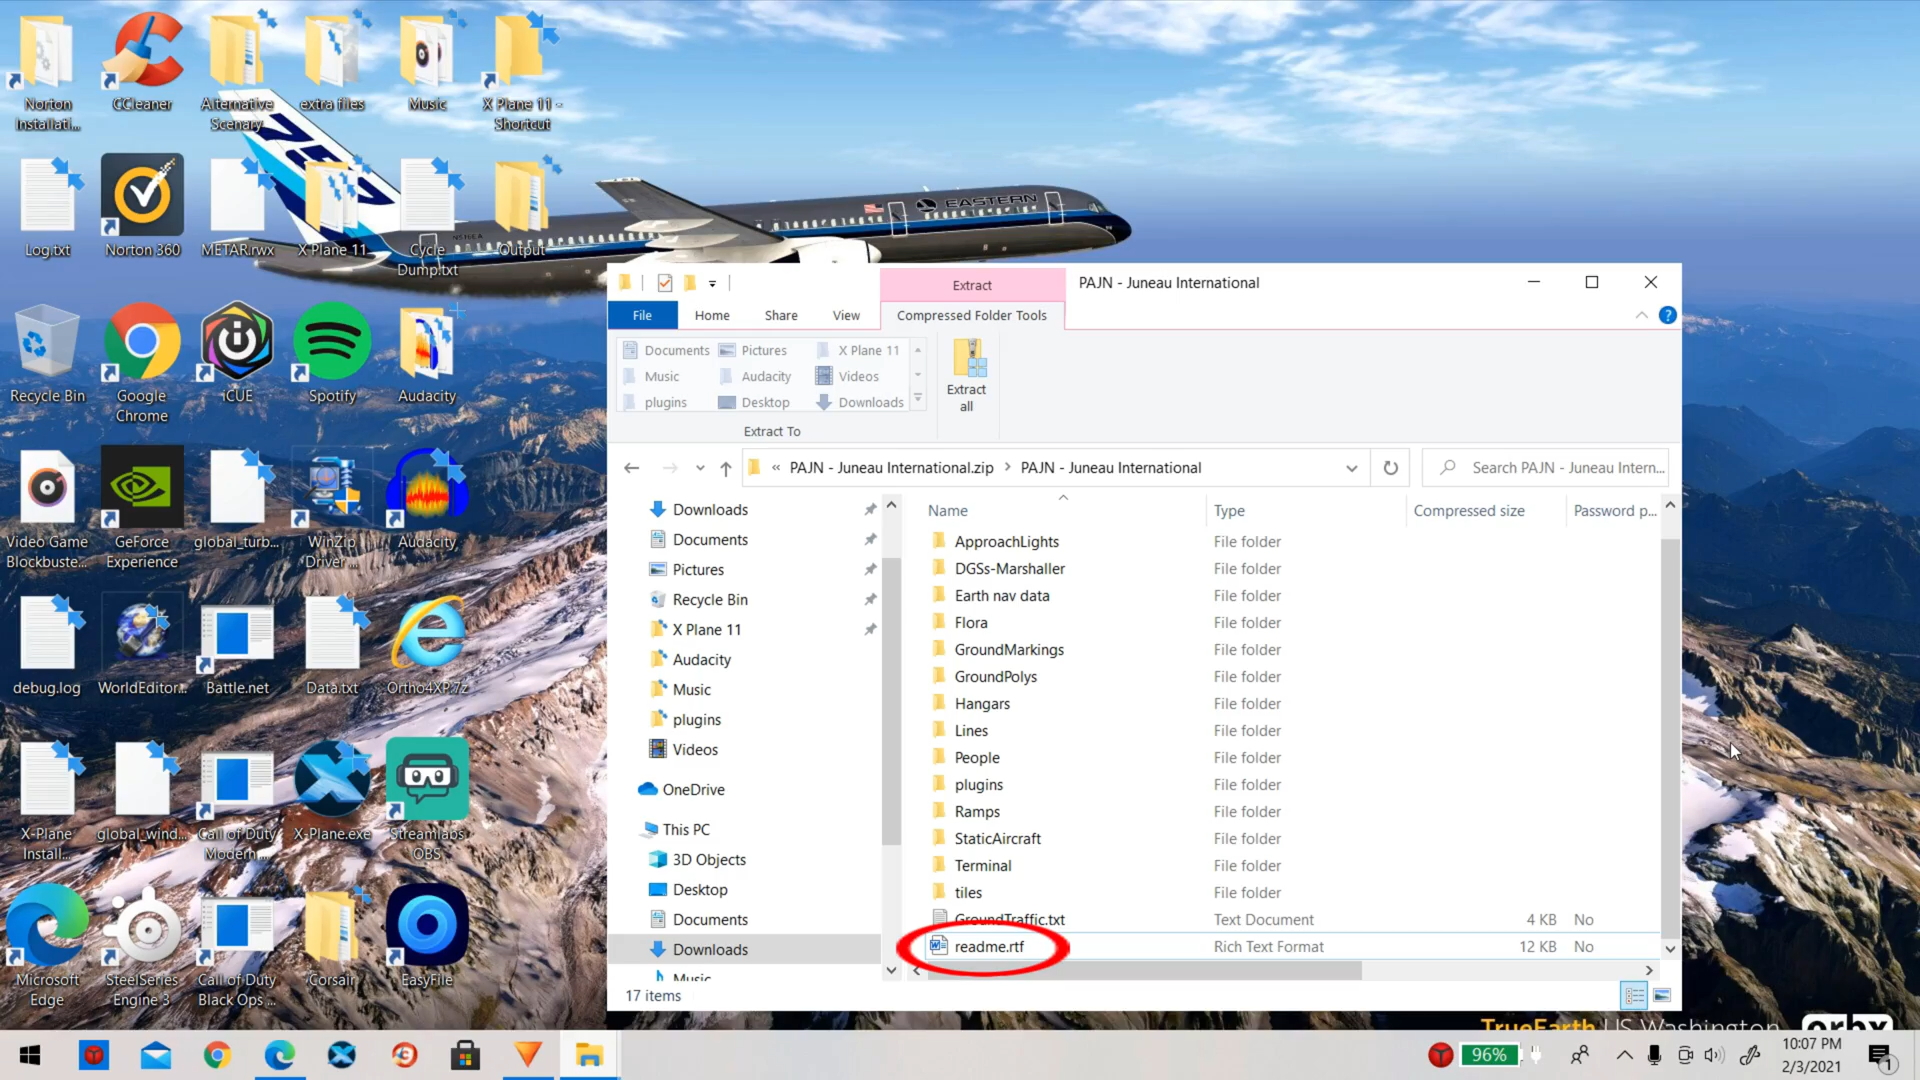 Norton Installati...
CCleaner
Alternative Scenary
extra files
Music
X Plane 11 - Shortcut
Log.txt
Norton 360
METAR.rwx
X Plane 11
Cycle Dump.txt
Output
EASTERN
Recycle Bin
Google Chrome
iCUE
Spotify
Audacity
Video Game Blockbuste...
GeForce Experience
global_turb...
WinZip Driver ...
Audacity
debug.log
WorldEditor...
Battle.net
Data.txt
Ortho4XP.7z
X-Plane Install...
global_wind...
Call of Duty Modern ...
X-Plane.exe
Streamlabs OBS
Microsoft Edge
SteelSeries Engine 3
Call of Duty Black Ops ...
Corsair
EasyFile
Extract
PAJN - Juneau International
File
Home
Share
View
Compressed Folder Tools
Documents
Pictures
X Plane 11
Music
Audacity
Videos
plugins
Desktop
Downloads
Extract To
Extract all
« PAJN - Juneau International.zip > PAJN - Juneau International
Search PAJN - Juneau Intern...
Downloads
Documents
Pictures
Recycle Bin
X Plane 11
Audacity
Music
plugins
Videos
OneDrive
This PC
3D Objects
Desktop
Documents
Downloads
Music
Name Type Compressed size Password p...
ApproachLights File folder
DGSs-Marshaller File folder
Earth nav data File folder
Flora File folder
GroundMarkings File folder
GroundPolys File folder
Hangars File folder
Lines File folder
People File folder
plugins File folder
Ramps File folder
StaticAircraft File folder
Terminal File folder
tiles File folder
GroundTraffic.txt Text Document 4 KB No
readme.rtf Rich Text Format 12 KB No
17 items
TrueEarth US Washington orbx
96%
10:07 PM
2/3/2021
1